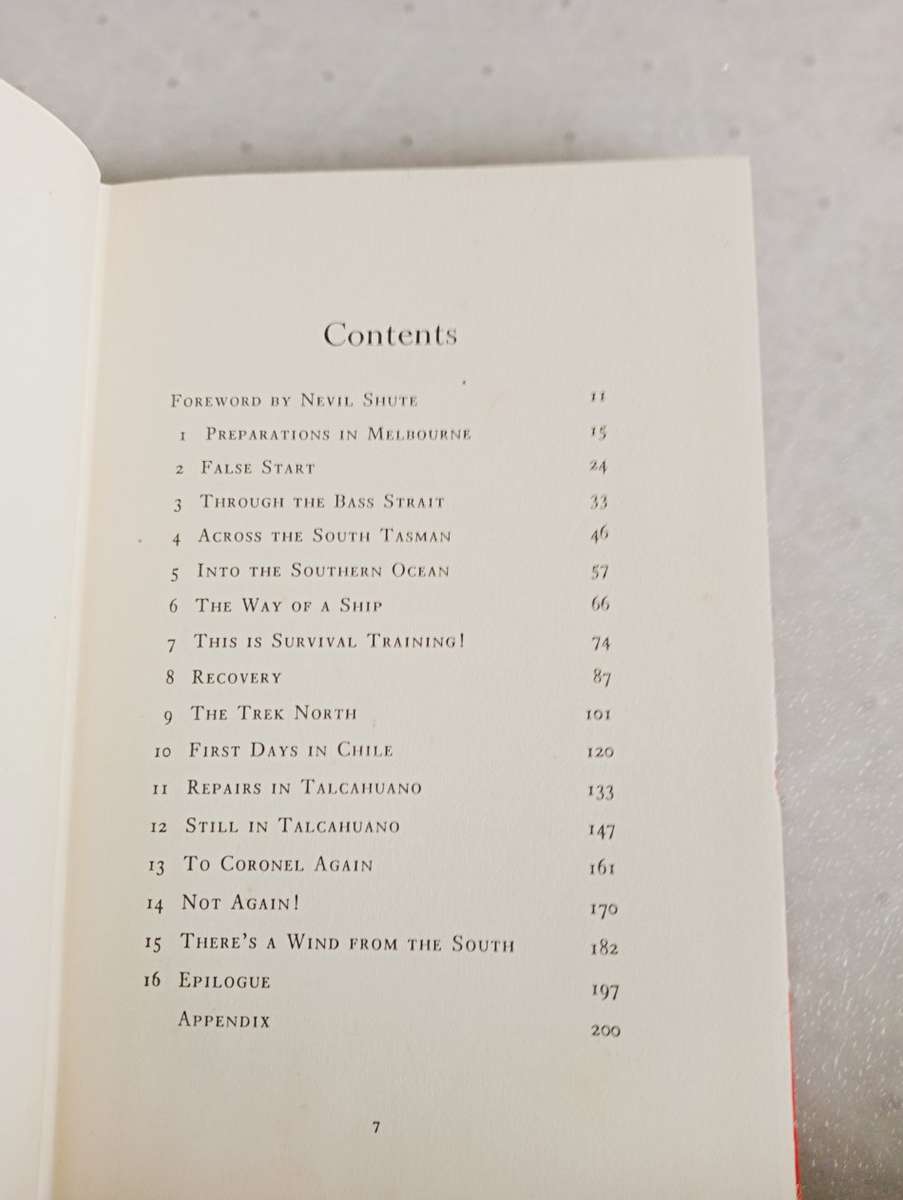 Contents
Foreword by Nevil Shute 11
1 Preparations in Melbourne 15
2 False Start 24
3 Through the Bass Strait 33
4 Across the South Tasman 46
5 Into the Southern Ocean 57
6 The Way of a Ship 66
7 This is Survival Training! 74
8 Recovery 87
9 The Trek North 101
10 First Days in Chile 120
11 Repairs in Talcahuano 133
12 Still in Talcahuano 147
13 To Coronel Again 161
14 Not Again! 170
15 There's a Wind from the South 182
16 Epilogue 197
Appendix 200
7